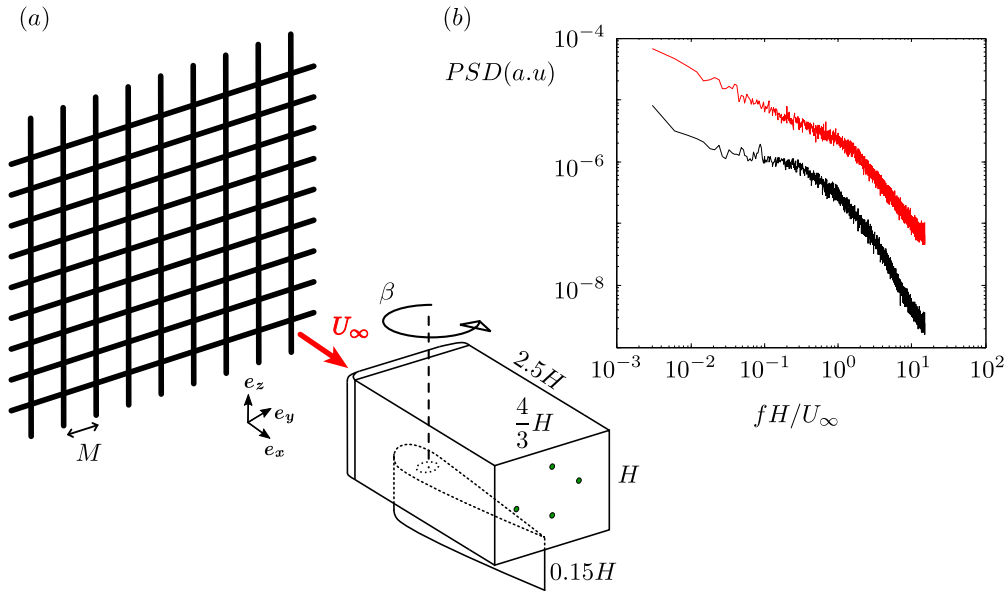 (a)
M
e_z
e_y
e_x
U_∞
β
2.5H
4/3 H
H
0.15H
(b)
PSD(a.u)
10^{-4}
10^{-6}
10^{-8}
10^{-3} 10^{-2} 10^{-1} 10^{0} 10^{1} 10^{2}
fH/U_∞